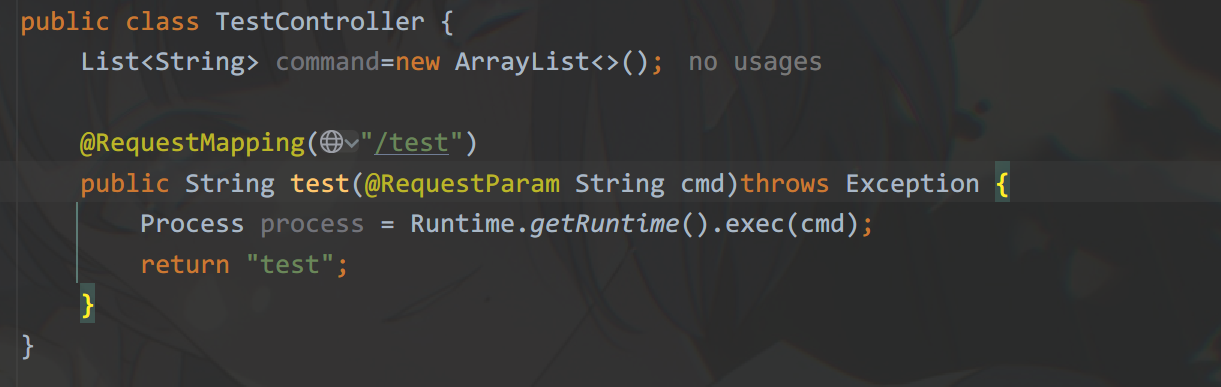 public class TestController {
List<String> command=new ArrayList<>(); no usages
@RequestMapping("/test")
public String test(@RequestParam String cmd)throws Exception {
Process process = Runtime.getRuntime().exec(cmd);
return "test";
}
}